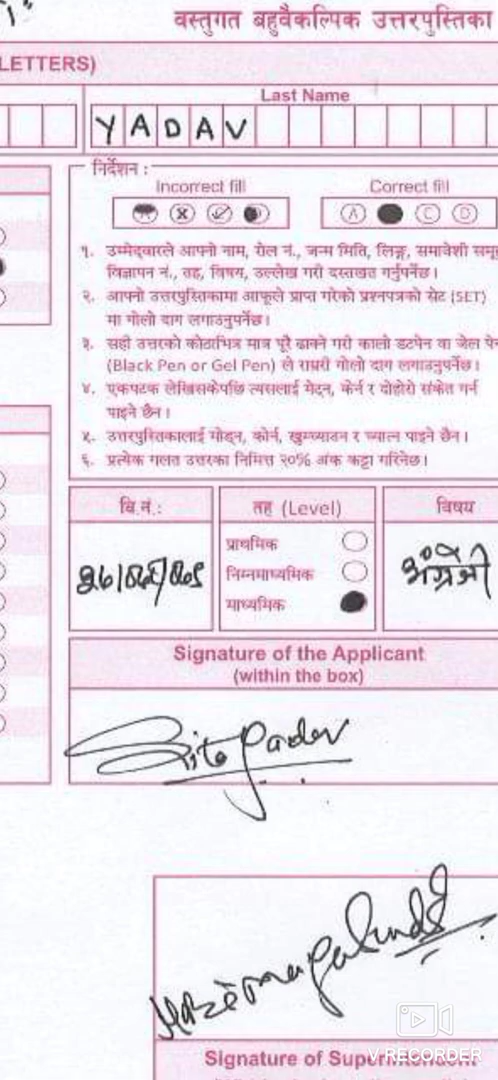 वस्तुगत बहुवैकल्पिक उत्तरपुस्तिका
LETTERS)
Last Name
YADAV
निर्देशन :
Incorrect fill
Correct fill
A C D
१. उम्मेदवारले आफ्नो नाम, रोल नं., जन्म मिति, लिङ्ग, समावेशी समू
विज्ञापन नं., तह, विषय, उल्लेख गरी दस्तखत गर्नुपर्नेछ।
२. आफ्नो उत्तरपुस्तिकामा आफूले प्राप्त गरेको प्रश्नपत्रको सेट (SET)
मा गोलो दाग लगाउनुपर्नेछ।
३. सही उत्तरको कोठाभित्र मात्र पूरै ढाक्ने गरी कालो डटपेन वा जेल पेन
(Black Pen or Gel Pen) ले राम्ररी गोलो दाग लगाउनुपर्नेछ।
४. एकपटक लेखिसकेपछि त्यसलाई मेट्न, केर्न र दोहोरो संकेत गर्न
पाइने छैन।
५. उत्तरपुस्तिकालाई मोड्न, कोर्न, खुम्च्याउन र च्यात्न पाइने छैन।
६. प्रत्येक गलत उत्तरका निमित्त २०% अंक कट्टा गरिनेछ।
वि.नं.:
तह (Level)
विषय
प्राथमिक
निम्नमाध्यमिक
माध्यमिक
अंग्रेजी
Signature of the Applicant
(within the box)
Yadav
Signature of Superintendent
V RECORDER